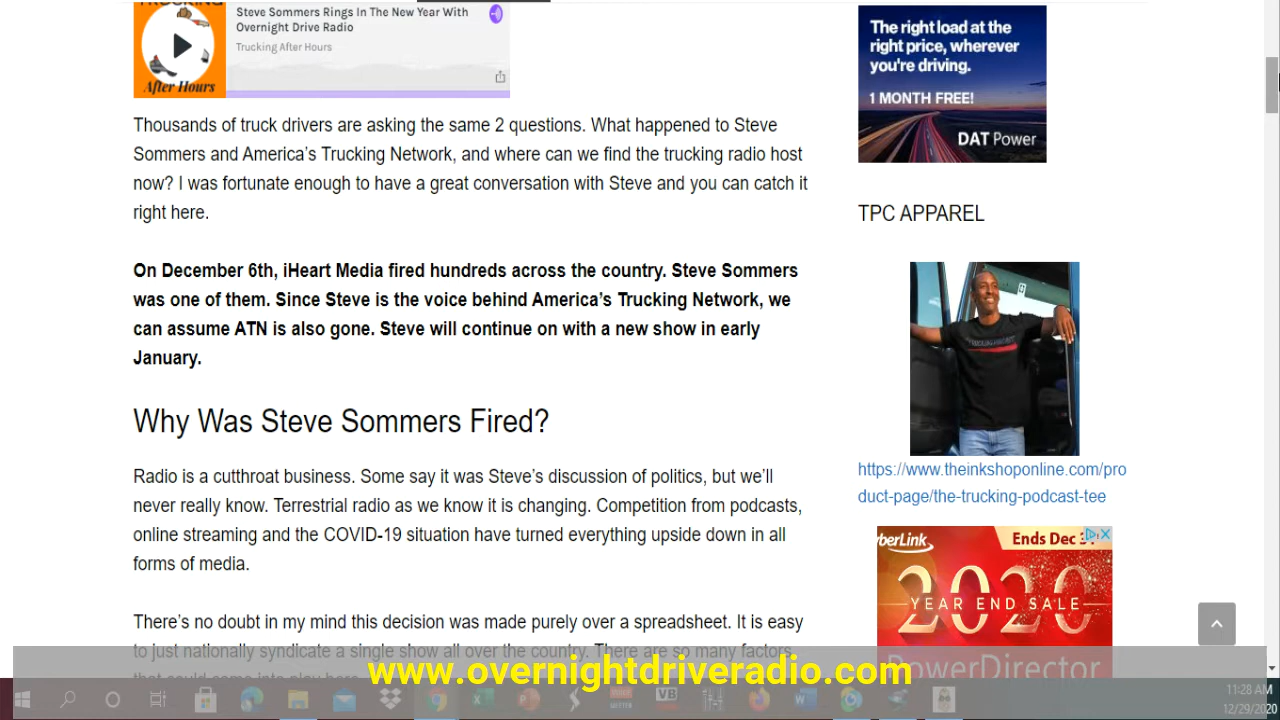 TRUCKING
Steve Sommers Rings In The New Year With
Overnight Drive Radio
Trucking After Hours
After Hours
Thousands of truck drivers are asking the same 2 questions. What happened to Steve
Sommers and America's Trucking Network, and where can we find the trucking radio host
now? I was fortunate enough to have a great conversation with Steve and you can catch it
right here.
On December 6th, iHeart Media fired hundreds across the country. Steve Sommers
was one of them. Since Steve is the voice behind America's Trucking Network, we
can assume ATN is also gone. Steve will continue on with a new show in early
January.
Why Was Steve Sommers Fired?
Radio is a cutthroat business. Some say it was Steve's discussion of politics, but we'll
never really know. Terrestrial radio as we know it is changing. Competition from podcasts,
online streaming and the COVID-19 situation have turned everything upside down in all
forms of media.
There's no doubt in my mind this decision was made purely over a spreadsheet. It is easy
to just nationally syndicate a single show all over the country. There are so many factors
that could come into play here.
The right load at the
right price, wherever
you're driving.
1 MONTH FREE!
DAT Power
TPC APPAREL
https://www.theinkshoponline.com/pro
duct-page/the-trucking-podcast-tee
yberLink
Ends Dec 31
2020
YEAR END SALE
PowerDirector
www.overnightdriveradio.com
VB
11:28 AM
12/29/2020